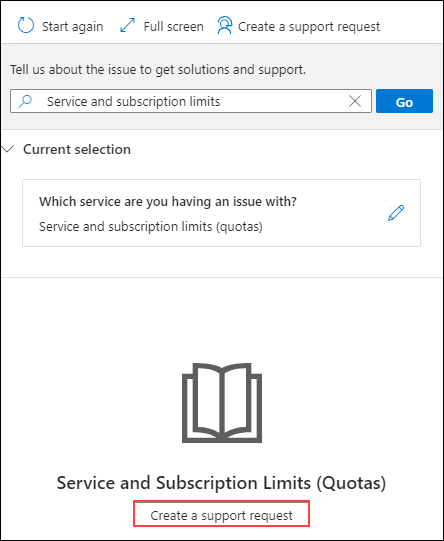 Start again Full screen Create a support request
Tell us about the issue to get solutions and support.
Service and subscription limits Go
Current selection
Which service are you having an issue with?
Service and subscription limits (quotas)
Service and Subscription Limits (Quotas)
Create a support request